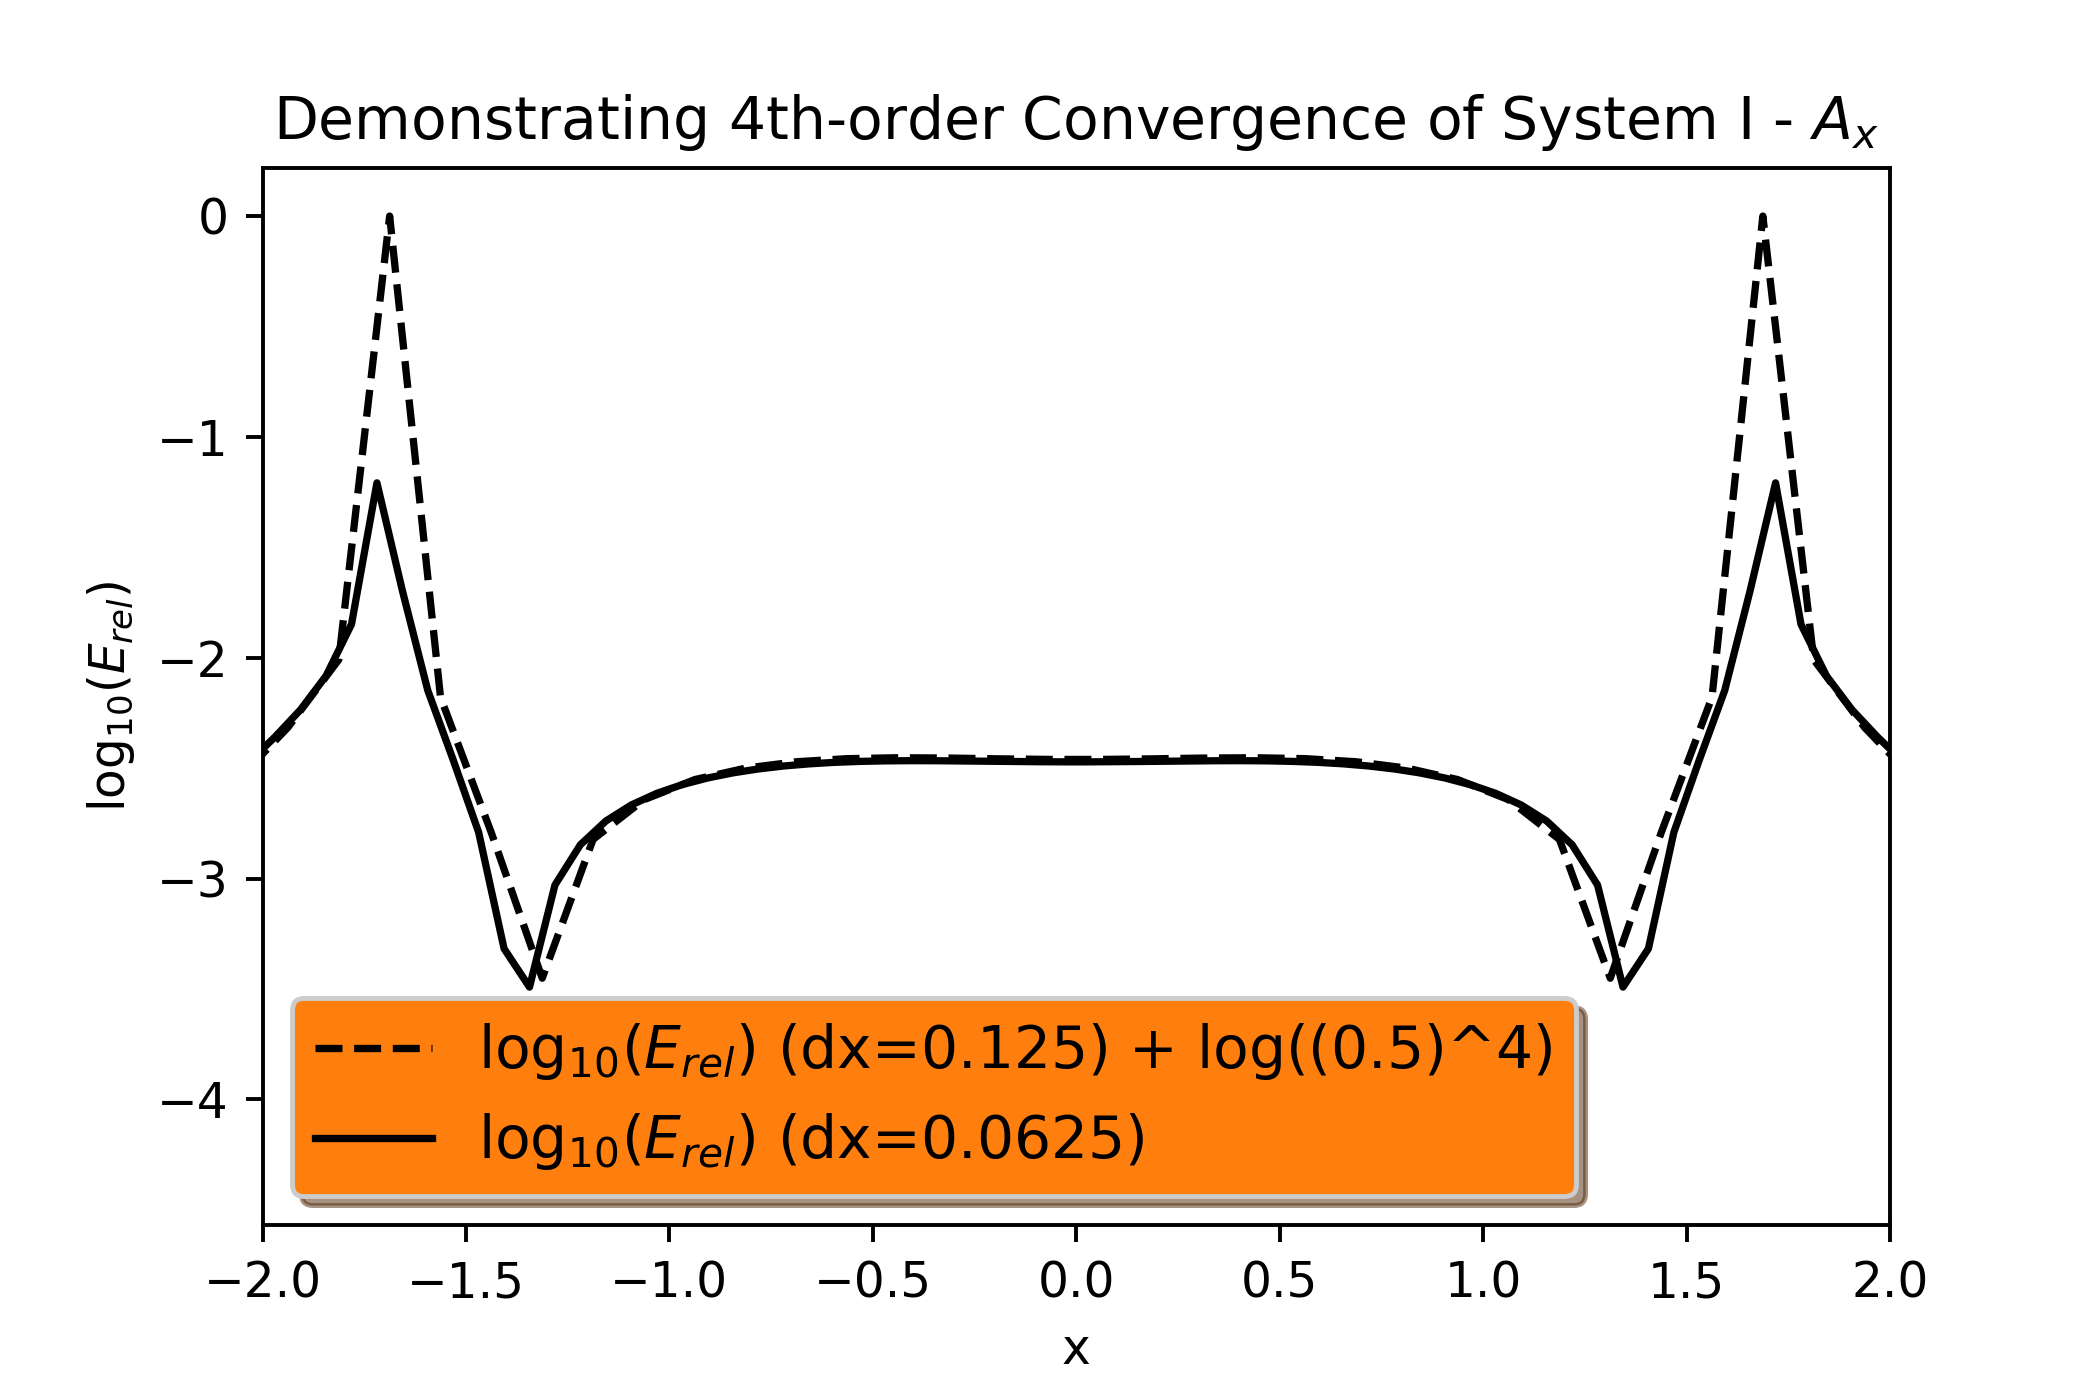 Demonstrating 4th-order Convergence of System I - Aₓ
0
−1
−2
−3
−4
log₁₀(E_rel)
log₁₀(E_rel) (dx=0.125) + log((0.5)^4)
log₁₀(E_rel) (dx=0.0625)
−2.0 −1.5 −1.0 −0.5 0.0 0.5 1.0 1.5 2.0
x